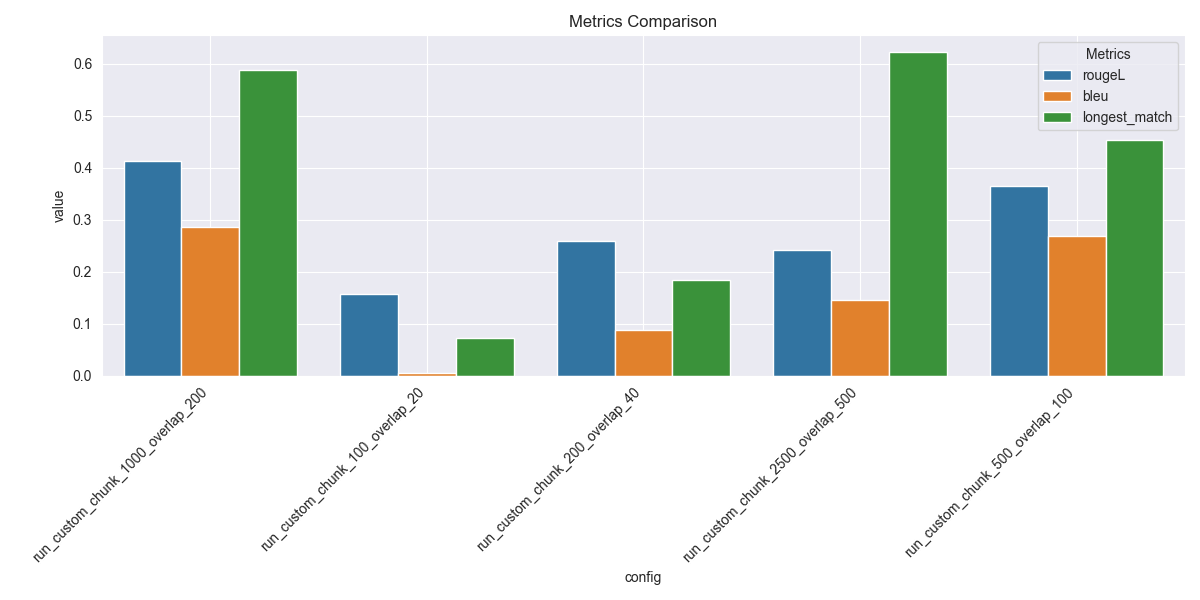 Metrics Comparison
Metrics
rougeL
bleu
longest_match
value
0.6
0.5
0.4
0.3
0.2
0.1
0.0
run_custom_chunk_1000_overlap_200
run_custom_chunk_100_overlap_20
run_custom_chunk_200_overlap_40
run_custom_chunk_2500_overlap_500
run_custom_chunk_500_overlap_100
config